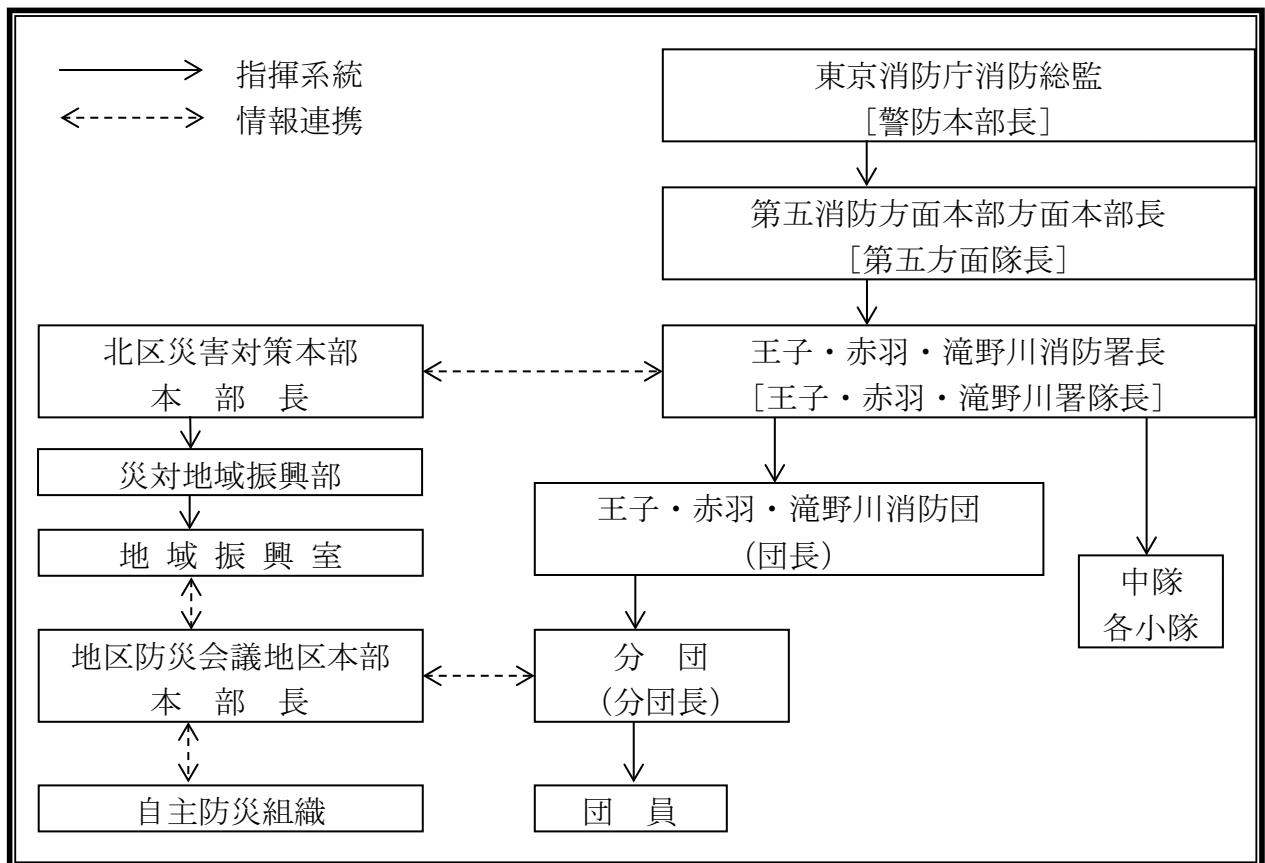 指揮系統
情報連携
東京消防庁消防総監
［警防本部長］
第五消防方面本部方面本部長
［第五方面隊長］
北区災害対策本部
本　部　長
王子・赤羽・滝野川消防署長
［王子・赤羽・滝野川署隊長］
災対地域振興部
王子・赤羽・滝野川消防団
（団長）
地 域 振 興 室
中隊
各小隊
地区防災会議地区本部
本　部　長
分　団
（分団長）
自主防災組織
団　員